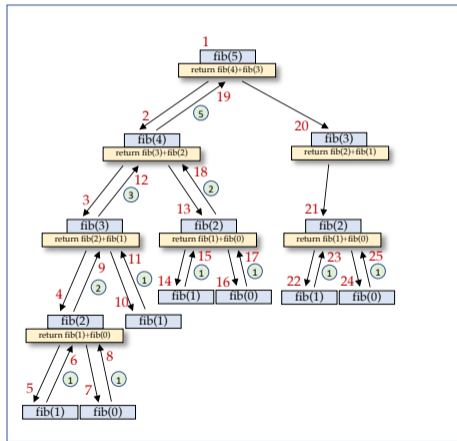 1
fib(5)
return fib(4)+fib(3)
2
19
5
20
fib(4)
return fib(3)+fib(2)
fib(3)
return fib(2)+fib(1)
3
12
3
18
2
13
21
fib(3)
return fib(2)+fib(1)
fib(2)
return fib(1)+fib(0)
fib(2)
return fib(1)+fib(0)
4
9
2
11
1
10
14
15
1
16
17
1
22
23
1
24
25
1
fib(2)
return fib(1)+fib(0)
fib(1)
fib(1)
fib(0)
fib(1)
fib(0)
5
6
1
7
8
1
fib(1)
fib(0)